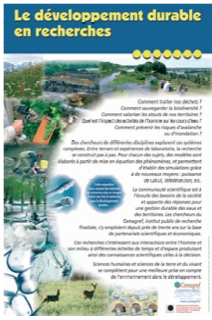 Le développement durable
en recherches
Comment traiter nos déchets ?
Comment sauvegarder la biodiversité ?
Comment valoriser les atouts de nos territoires ?
Quel est l'impact des activités de l'homme sur les cours d'eau ?
Comment prévenir les risques d'avalanche
ou d'inondation ?
Des chercheurs de différentes disciplines explorent ces systèmes
complexes. Entre terrain et expériences de laboratoire, la recherche
se construit pas à pas. Pour chacun des sujets, des modèles sont
élaborés à partir de mise en équation des phénomènes, et permettent
d'établir des simulations grâce
à de nouveaux moyens :
puissance de calcul, télédétection, etc.
La communauté scientifique est à
l'écoute des besoins de la société
et apporte des réponses pour
une gestion durable des eaux et
des territoires. Les chercheurs du
Cemagref, institut public de recherche
finalisée, s'y emploient depuis près de trente ans sur la base
de partenariats scientifiques et économiques.
Ces recherches s'intéressent aux interactions entre l'homme et
son milieu à différentes échelles de temps et d'espace produisant
ainsi des connaissances scientifiques utiles à la décision.
Sciences humaines et sciences de la terre et du vivant
se complètent pour une meilleure prise en compte
de l'environnement dans le développement.
Cemagref